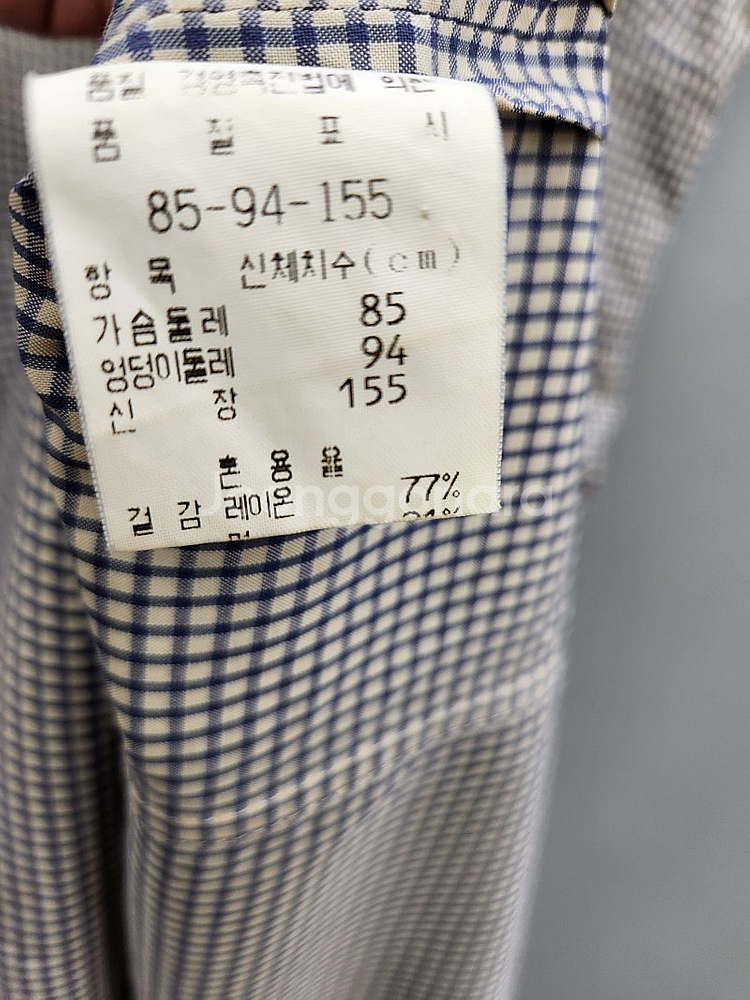 품질 경영촉진법에 의한
품 질 표 시
85-94-155
항 목 신체치수(cm)
가슴둘레 85
엉덩이둘레 94
신 장 155
혼 용 율
겉 감 레이온 77%